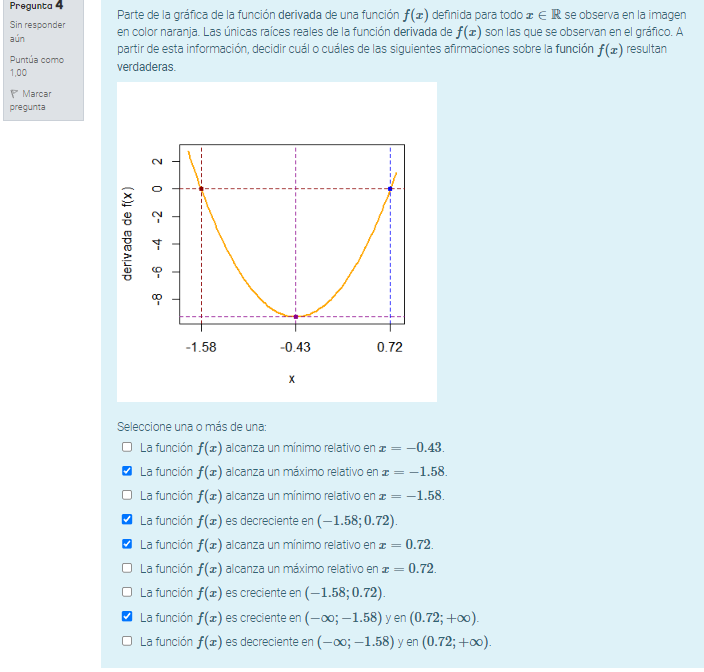 Pregunta 4
Sin responder
aún
Puntúa como
1,00
Marcar
pregunta
Parte de la gráfica de la función derivada de una función f(x) definida para todo x ∈ ℝ se observa en la imagen
en color naranja. Las únicas raíces reales de la función derivada de f(x) son las que se observan en el gráfico. A
partir de esta información, decidir cuál o cuáles de las siguientes afirmaciones sobre la función f(x) resultan
verdaderas.
derivada de f(x)
2
0
-2
-4
-6
-8
-1.58 -0.43 0.72
x
Seleccione una o más de una:
La función f(x) alcanza un mínimo relativo en x = −0.43.
La función f(x) alcanza un máximo relativo en x = −1.58.
La función f(x) alcanza un mínimo relativo en x = −1.58.
La función f(x) es decreciente en (−1.58; 0.72).
La función f(x) alcanza un mínimo relativo en x = 0.72.
La función f(x) alcanza un máximo relativo en x = 0.72.
La función f(x) es creciente en (−1.58; 0.72).
La función f(x) es creciente en (−∞; −1.58) y en (0.72; +∞).
La función f(x) es decreciente en (−∞; −1.58) y en (0.72; +∞).